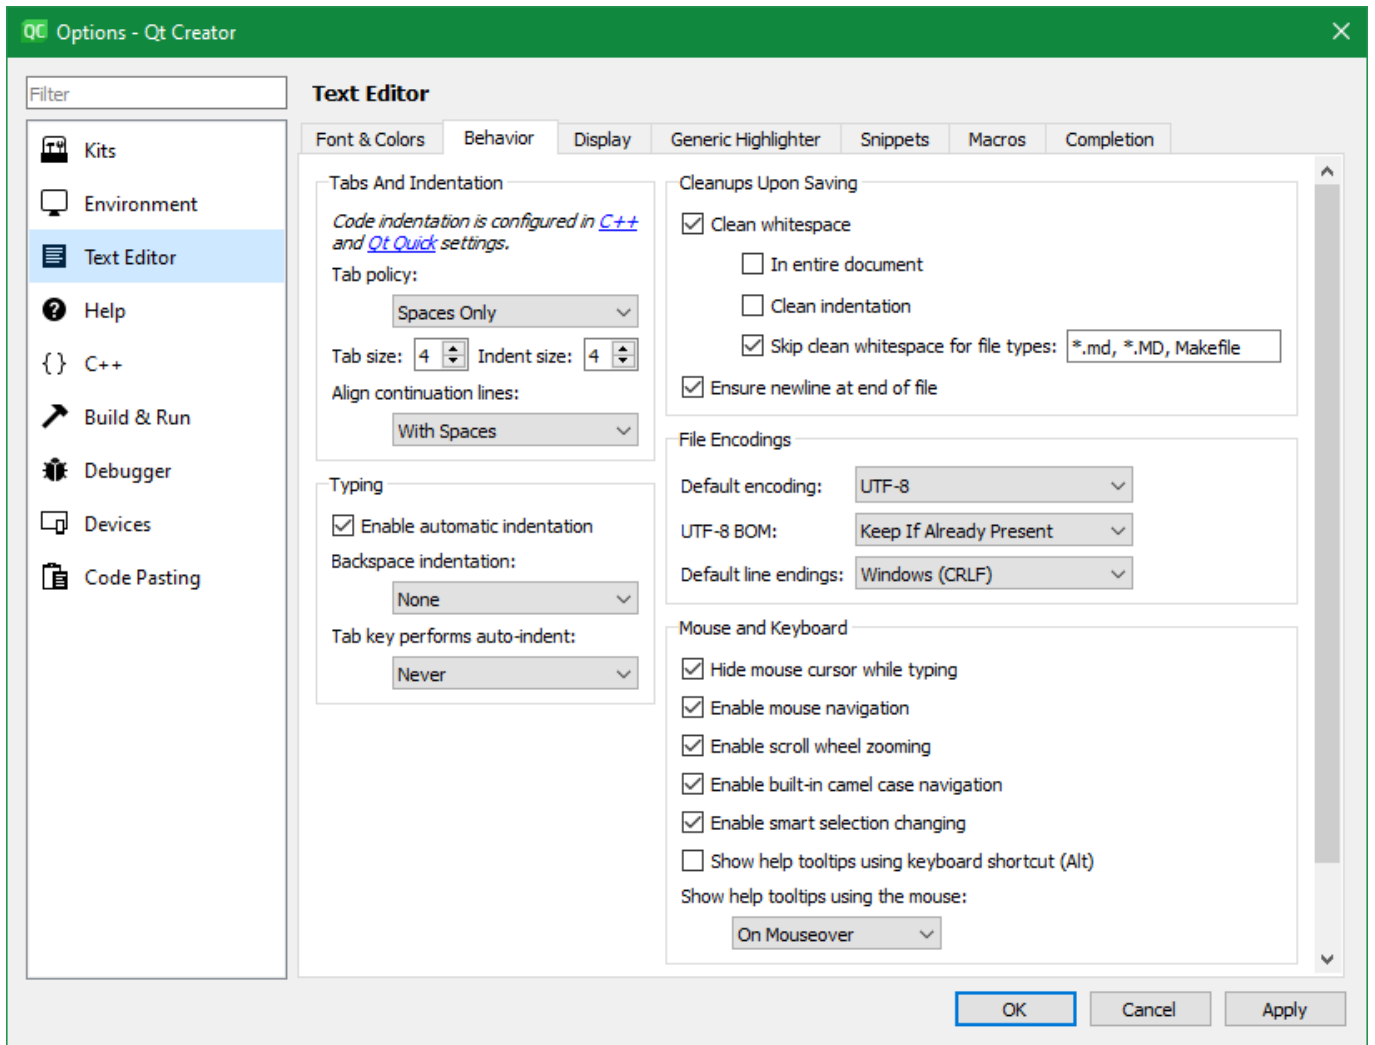 QC Options - Qt Creator
Filter
Kits
Environment
Text Editor
Help
{ } C++
Build & Run
Debugger
Devices
Code Pasting
Text Editor
Font & Colors Behavior Display Generic Highlighter Snippets Macros Completion
Tabs And Indentation
Code indentation is configured in C++
and Qt Quick settings.
Tab policy:
Spaces Only
Tab size: 4 Indent size: 4
Align continuation lines:
With Spaces
Typing
Enable automatic indentation
Backspace indentation:
None
Tab key performs auto-indent:
Never
Cleanups Upon Saving
Clean whitespace
In entire document
Clean indentation
Skip clean whitespace for file types: *.md, *.MD, Makefile
Ensure newline at end of file
File Encodings
Default encoding: UTF-8
UTF-8 BOM: Keep If Already Present
Default line endings: Windows (CRLF)
Mouse and Keyboard
Hide mouse cursor while typing
Enable mouse navigation
Enable scroll wheel zooming
Enable built-in camel case navigation
Enable smart selection changing
Show help tooltips using keyboard shortcut (Alt)
Show help tooltips using the mouse:
On Mouseover
OK Cancel Apply